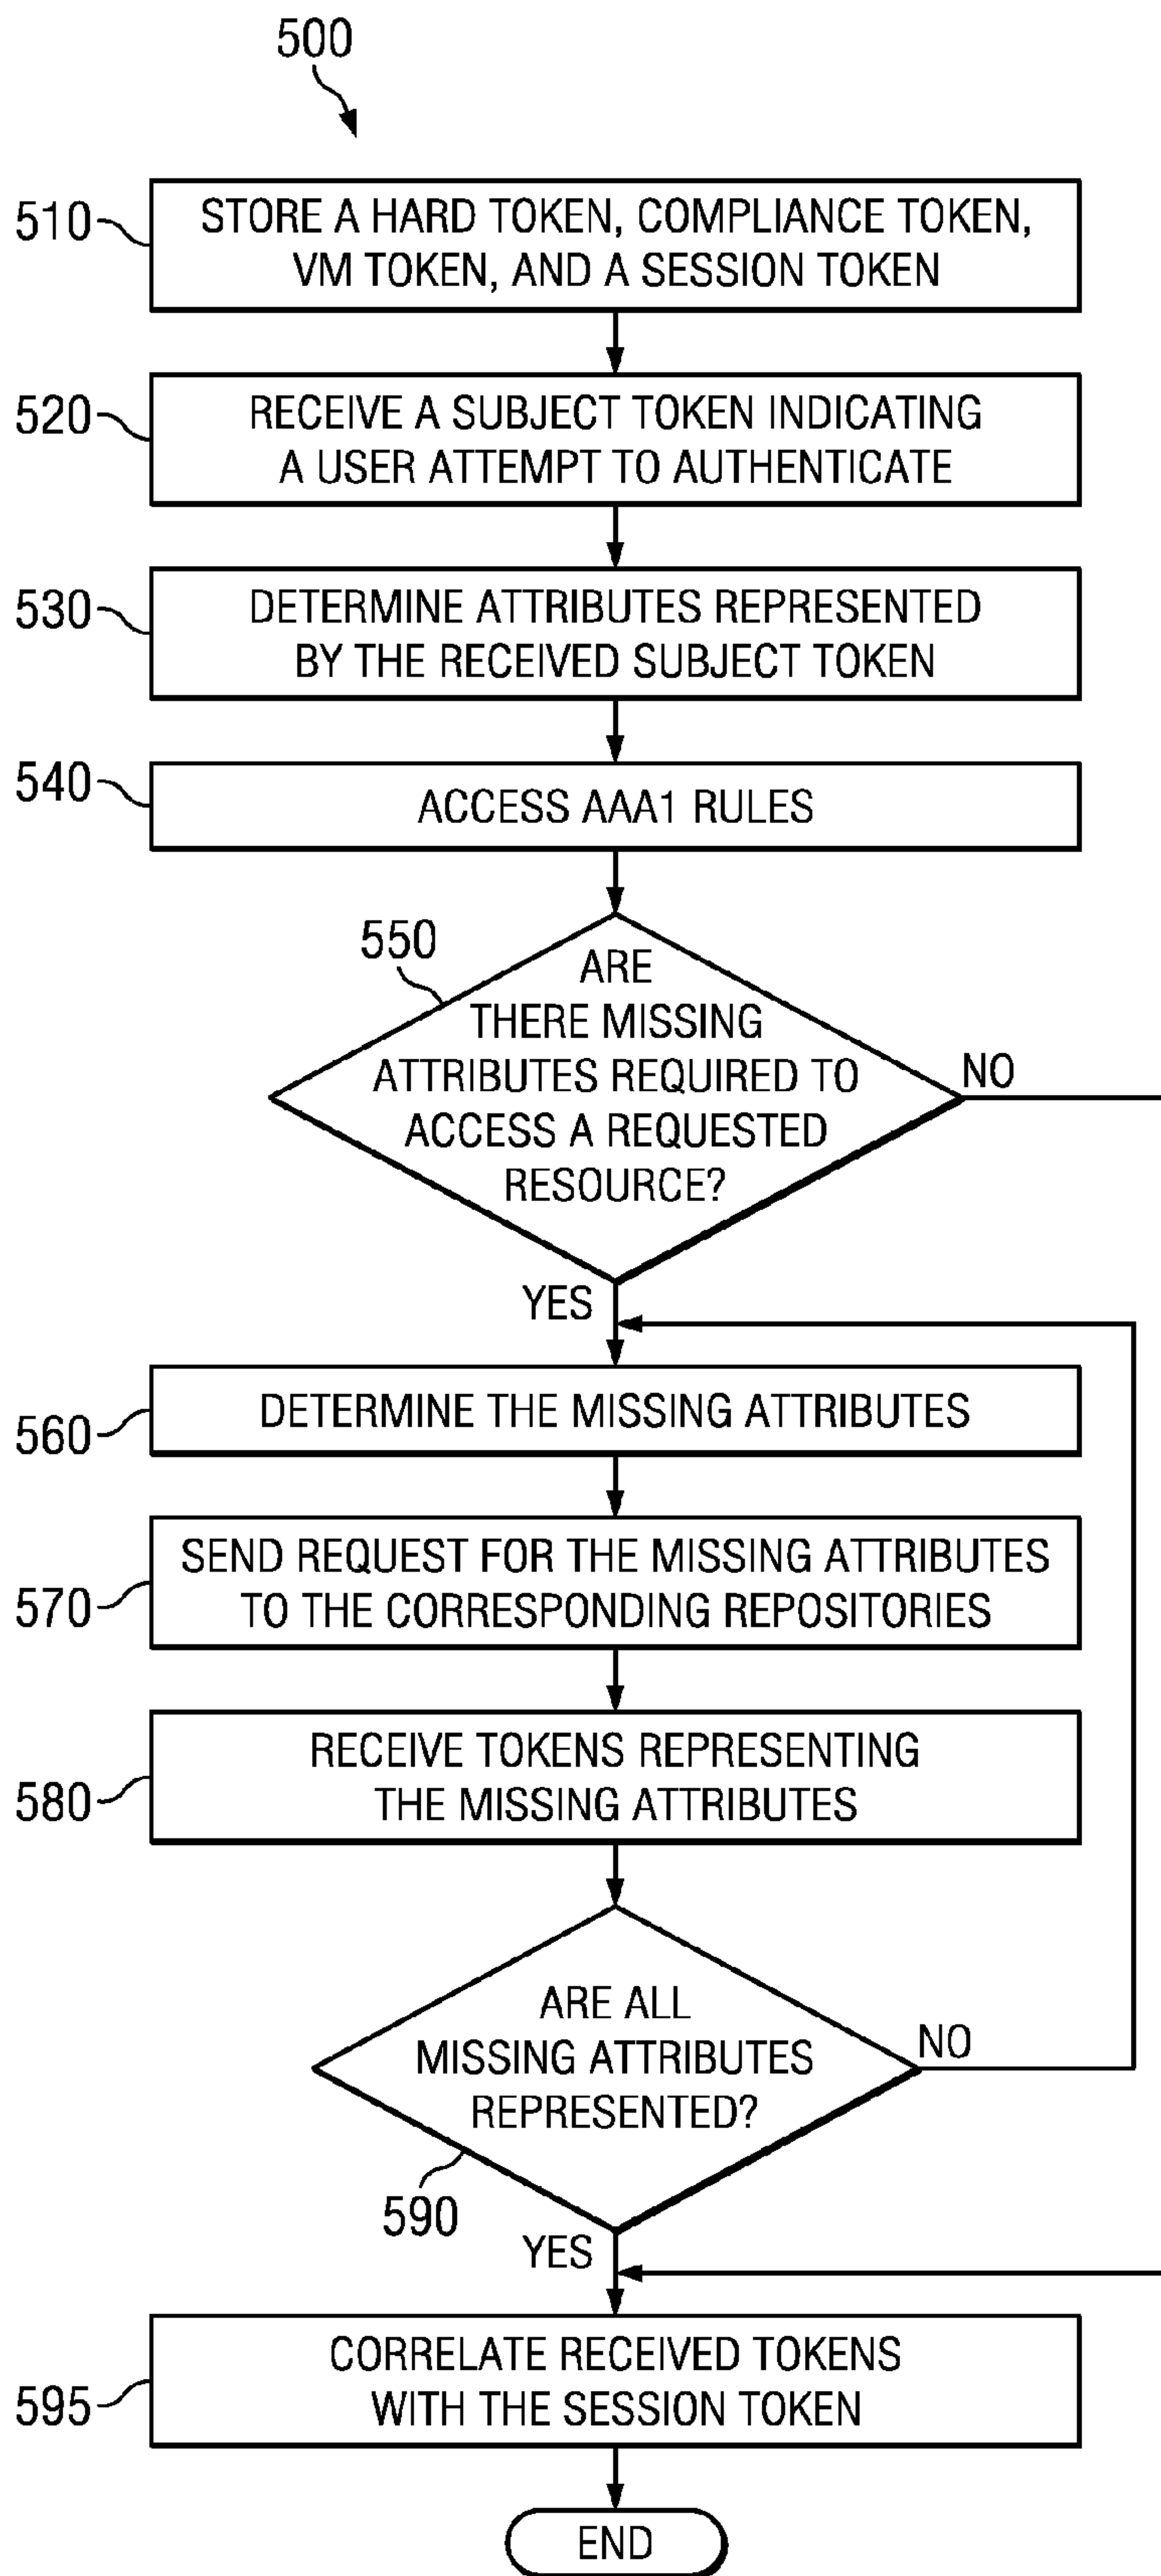 500
510
STORE A HARD TOKEN, COMPLIANCE TOKEN,
VM TOKEN, AND A SESSION TOKEN
520
RECEIVE A SUBJECT TOKEN INDICATING
A USER ATTEMPT TO AUTHENTICATE
530
DETERMINE ATTRIBUTES REPRESENTED
BY THE RECEIVED SUBJECT TOKEN
540
ACCESS AAA1 RULES
550
ARE
THERE MISSING
ATTRIBUTES REQUIRED TO
ACCESS A REQUESTED
RESOURCE?
NO
YES
560
DETERMINE THE MISSING ATTRIBUTES
570
SEND REQUEST FOR THE MISSING ATTRIBUTES
TO THE CORRESPONDING REPOSITORIES
580
RECEIVE TOKENS REPRESENTING
THE MISSING ATTRIBUTES
ARE ALL
MISSING ATTRIBUTES
REPRESENTED?
NO
590
YES
595
CORRELATE RECEIVED TOKENS
WITH THE SESSION TOKEN
END